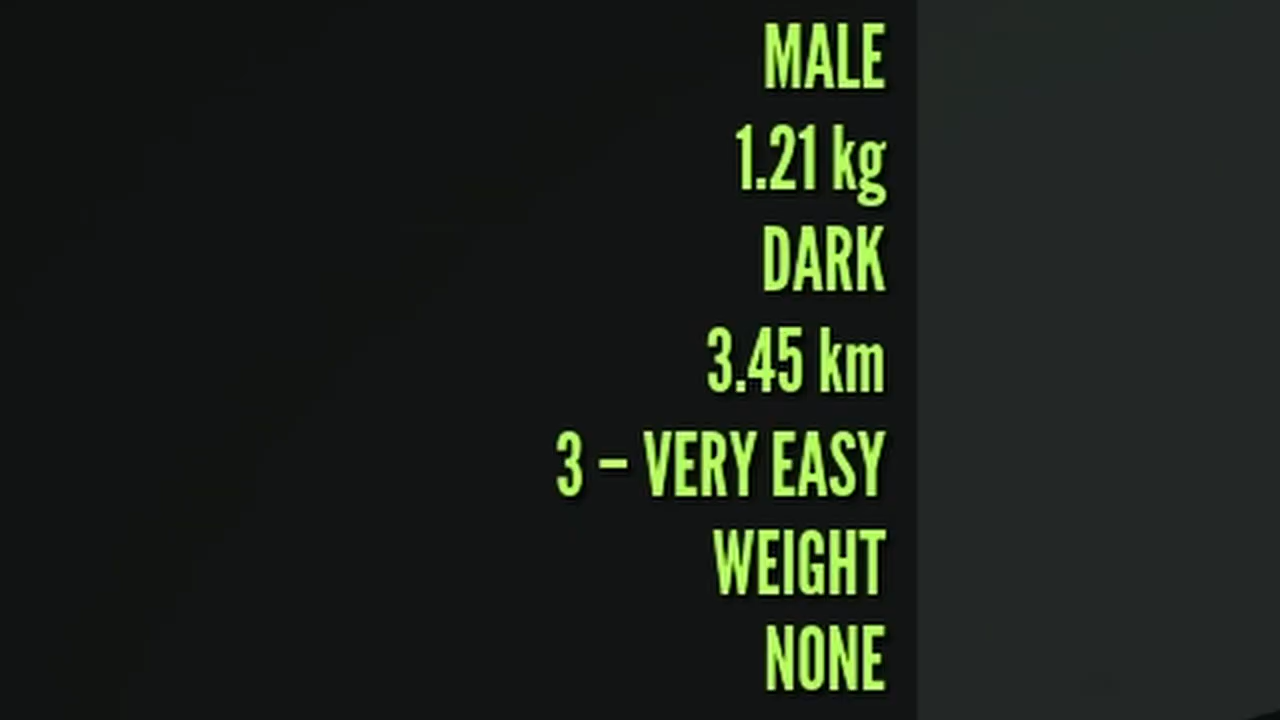 MALE
1.21 kg
DARK
3.45 km
3 – VERY EASY
WEIGHT
NONE